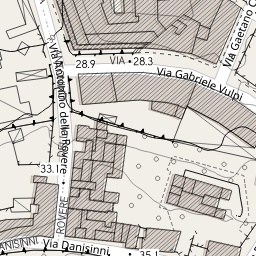 Via Gaetano C
VIA
28.3
28.9
Via Gabriele Vulpi
Via Antonino della Rovere
33.1
ROVERE
DANISINNI
Via Danisinni
35.1